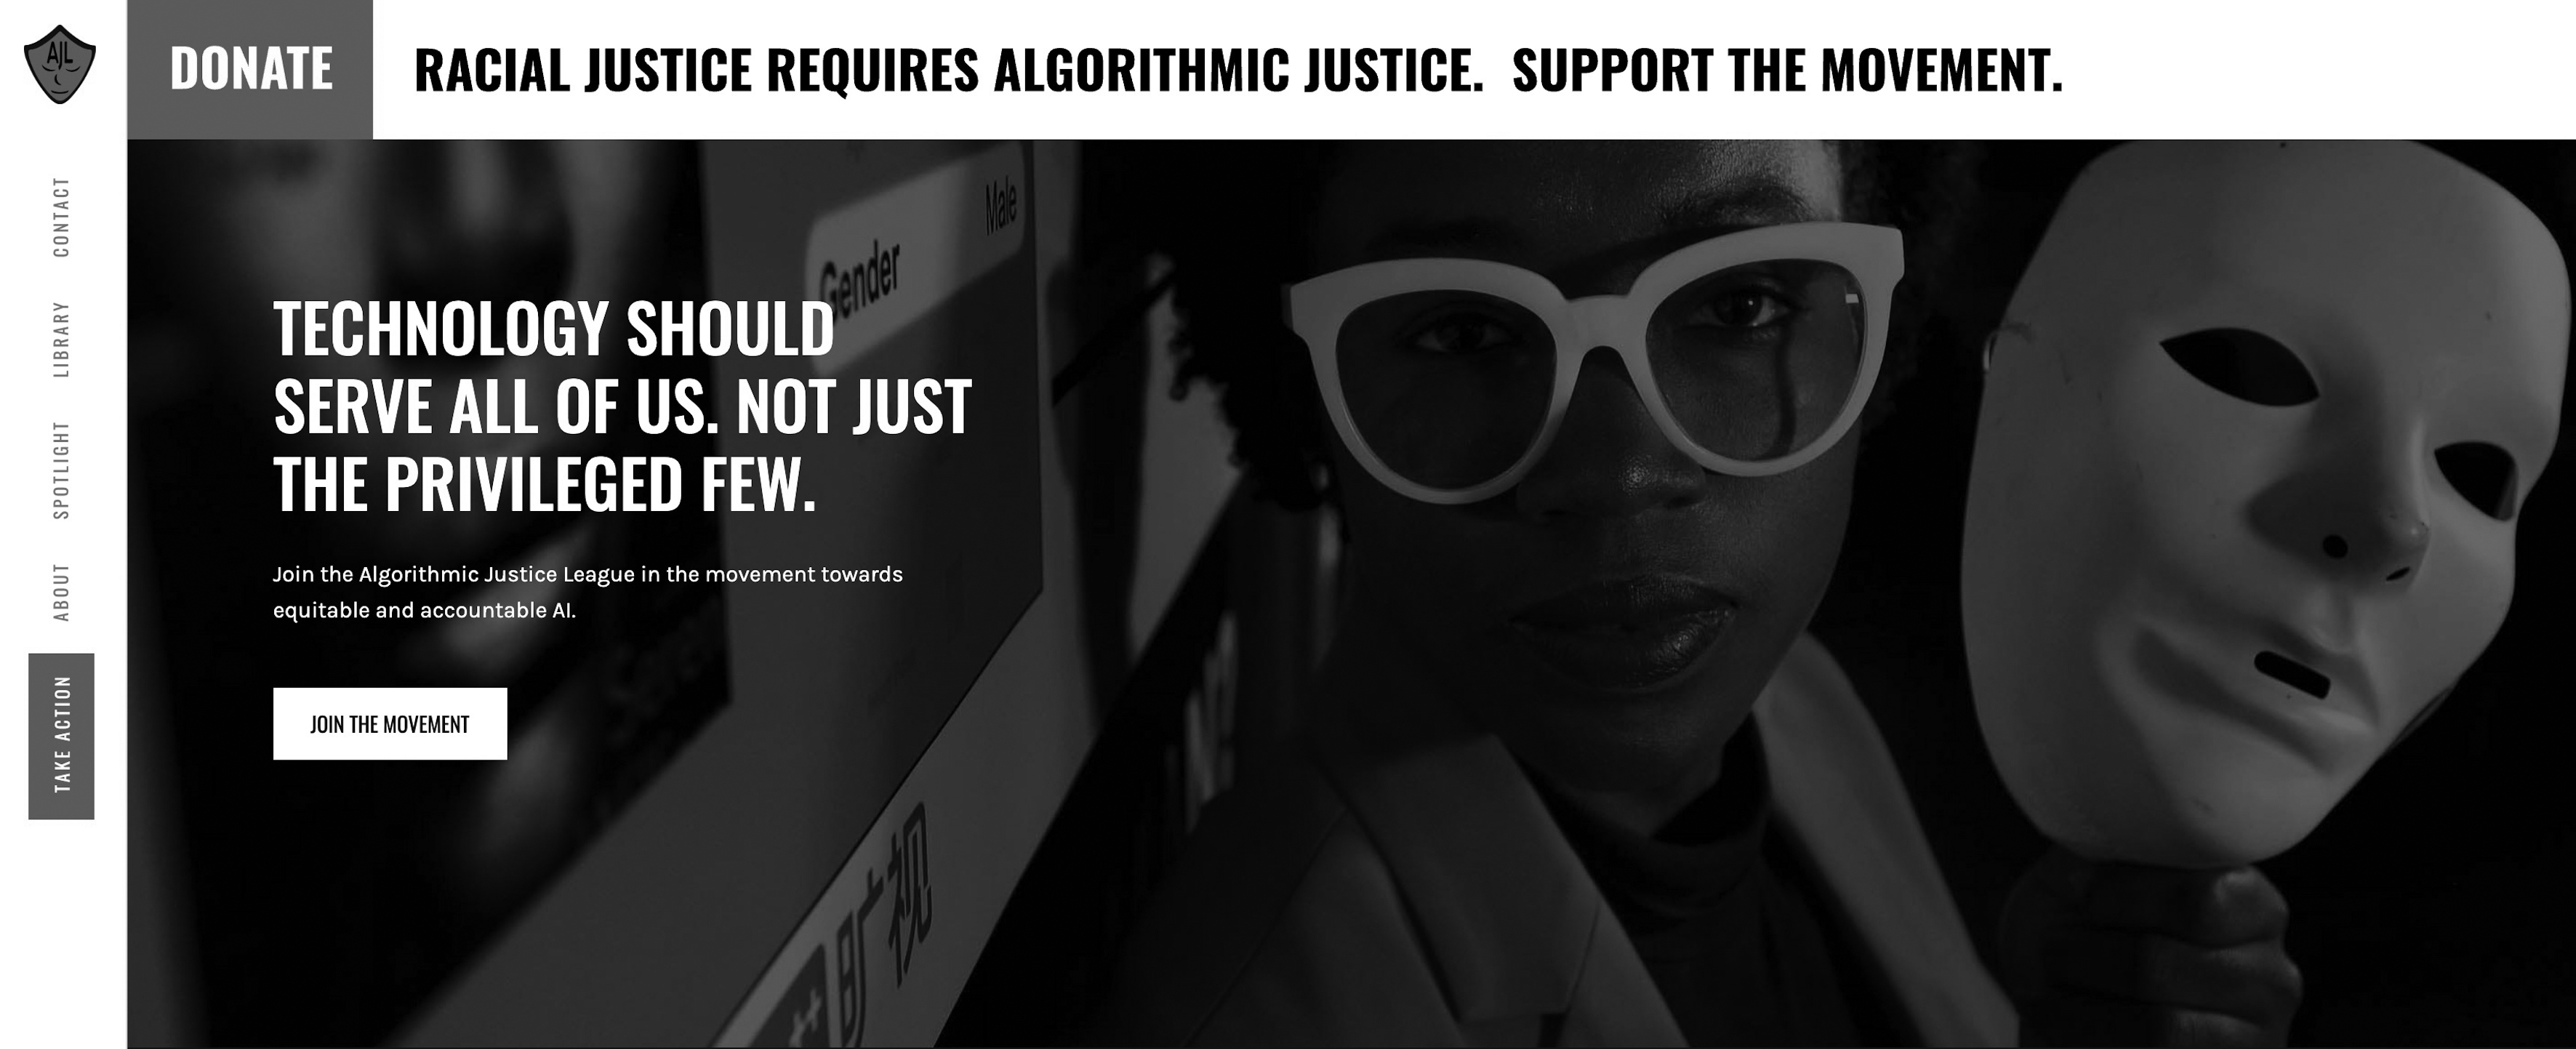 AJL
DONATE
RACIAL JUSTICE REQUIRES ALGORITHMIC JUSTICE. SUPPORT THE MOVEMENT.
CONTACT
LIBRARY
SPOTLIGHT
ABOUT
TAKE ACTION
Gender Male
TECHNOLOGY SHOULD
SERVE ALL OF US. NOT JUST
THE PRIVILEGED FEW.
Join the Algorithmic Justice League in the movement towards
equitable and accountable AI.
JOIN THE MOVEMENT
旷视